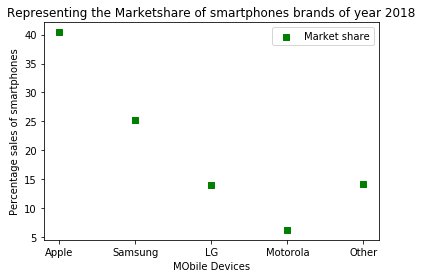 Representing the Marketshare of smartphones brands of year 2018
Market share
40
35
30
25
20
15
10
5
Percentage sales of smartphones
Apple Samsung LG Motorola Other
MObile Devices